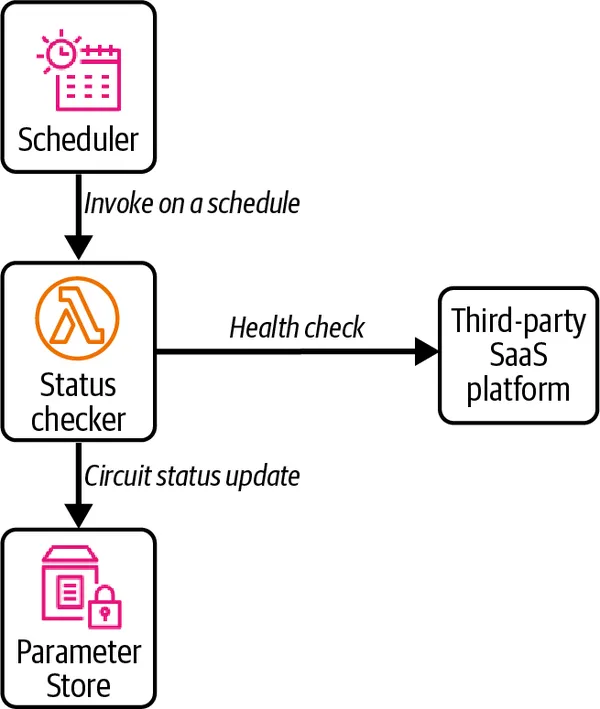 Scheduler
Invoke on a schedule
Status
checker
Health check
Third-party
SaaS
platform
Circuit status update
Parameter
Store